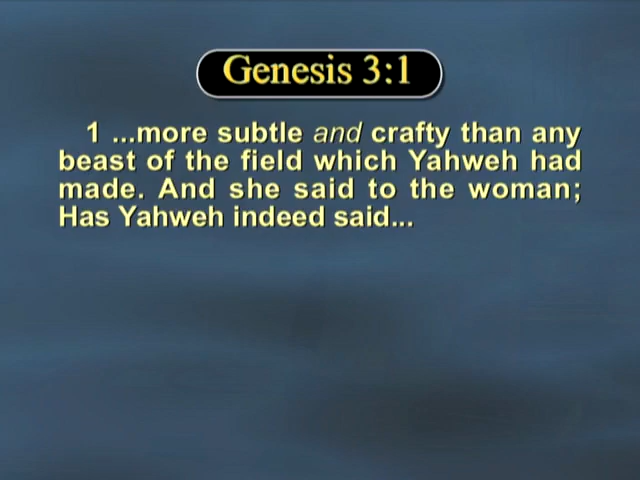 Genesis 3:1
1 ...more subtle and crafty than any
beast of the field which Yahweh had
made. And she said to the woman;
Has Yahweh indeed said...